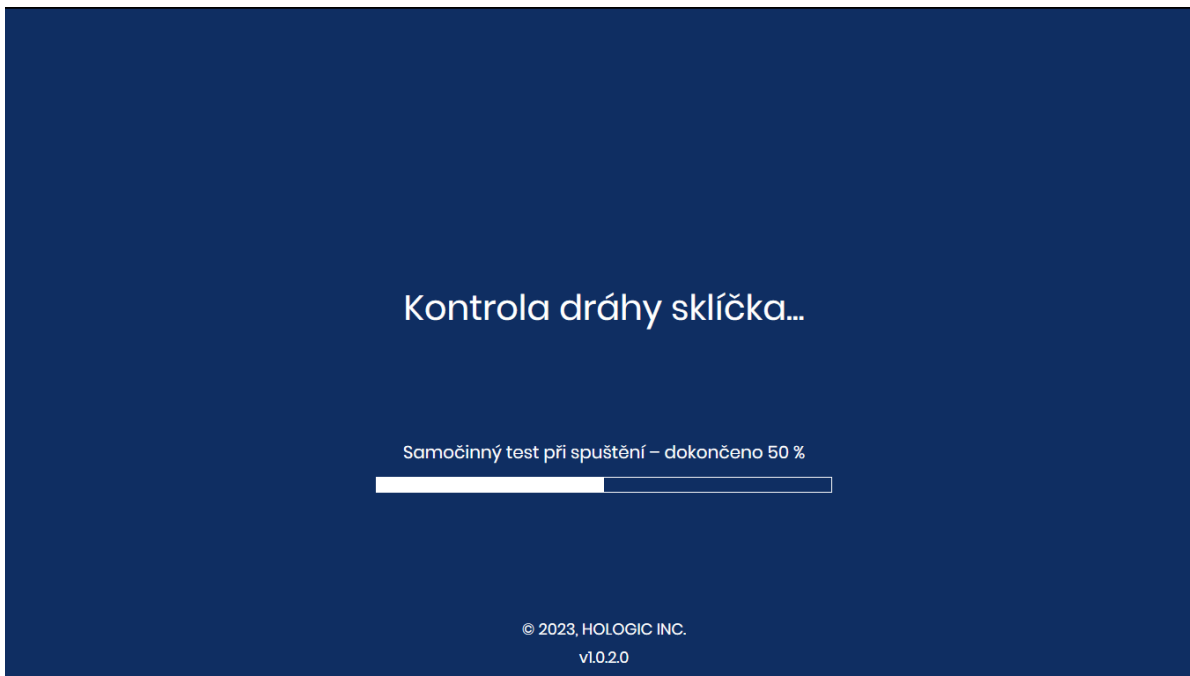 Kontrola dráhy sklíčka...
Samočinný test při spuštění – dokončeno 50 %
© 2023, HOLOGIC INC.
v1.0.2.0